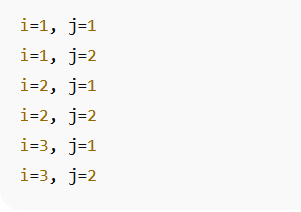 i=1, j=1
i=1, j=2
i=2, j=1
i=2, j=2
i=3, j=1
i=3, j=2